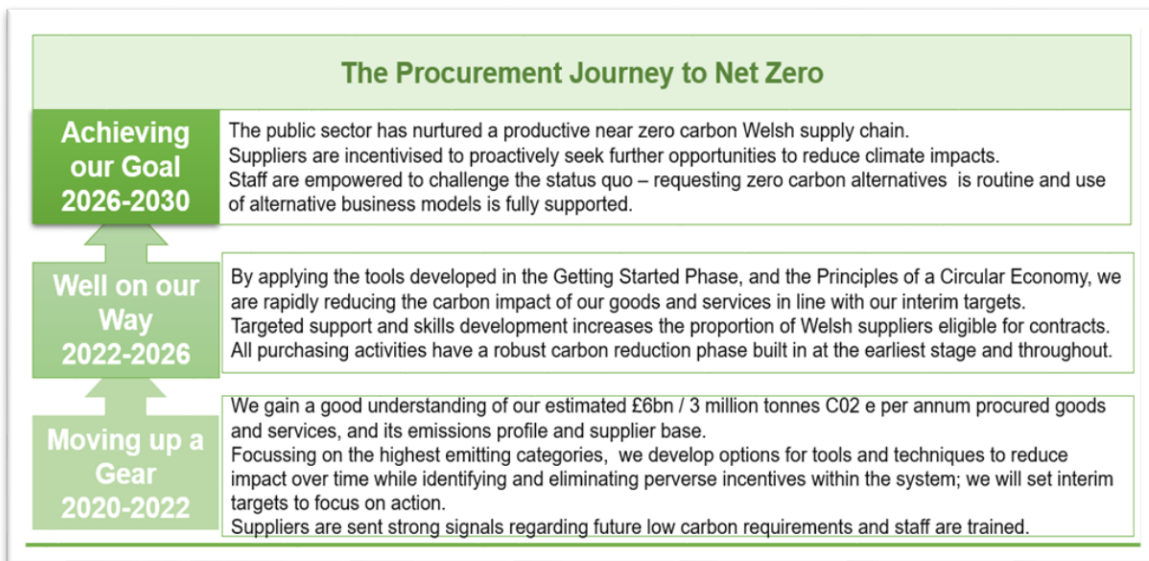 The Procurement Journey to Net Zero
Achieving
our Goal
2026-2030
The public sector has nurtured a productive near zero carbon Welsh supply chain.
Suppliers are incentivised to proactively seek further opportunities to reduce climate impacts.
Staff are empowered to challenge the status quo – requesting zero carbon alternatives is routine and use
of alternative business models is fully supported.
Well on our
Way
2022-2026
By applying the tools developed in the Getting Started Phase, and the Principles of a Circular Economy, we
are rapidly reducing the carbon impact of our goods and services in line with our interim targets.
Targeted support and skills development increases the proportion of Welsh suppliers eligible for contracts.
All purchasing activities have a robust carbon reduction phase built in at the earliest stage and throughout.
Moving up a
Gear
2020-2022
We gain a good understanding of our estimated £6bn / 3 million tonnes C02 e per annum procured goods
and services, and its emissions profile and supplier base.
Focussing on the highest emitting categories, we develop options for tools and techniques to reduce
impact over time while identifying and eliminating perverse incentives within the system; we will set interim
targets to focus on action.
Suppliers are sent strong signals regarding future low carbon requirements and staff are trained.